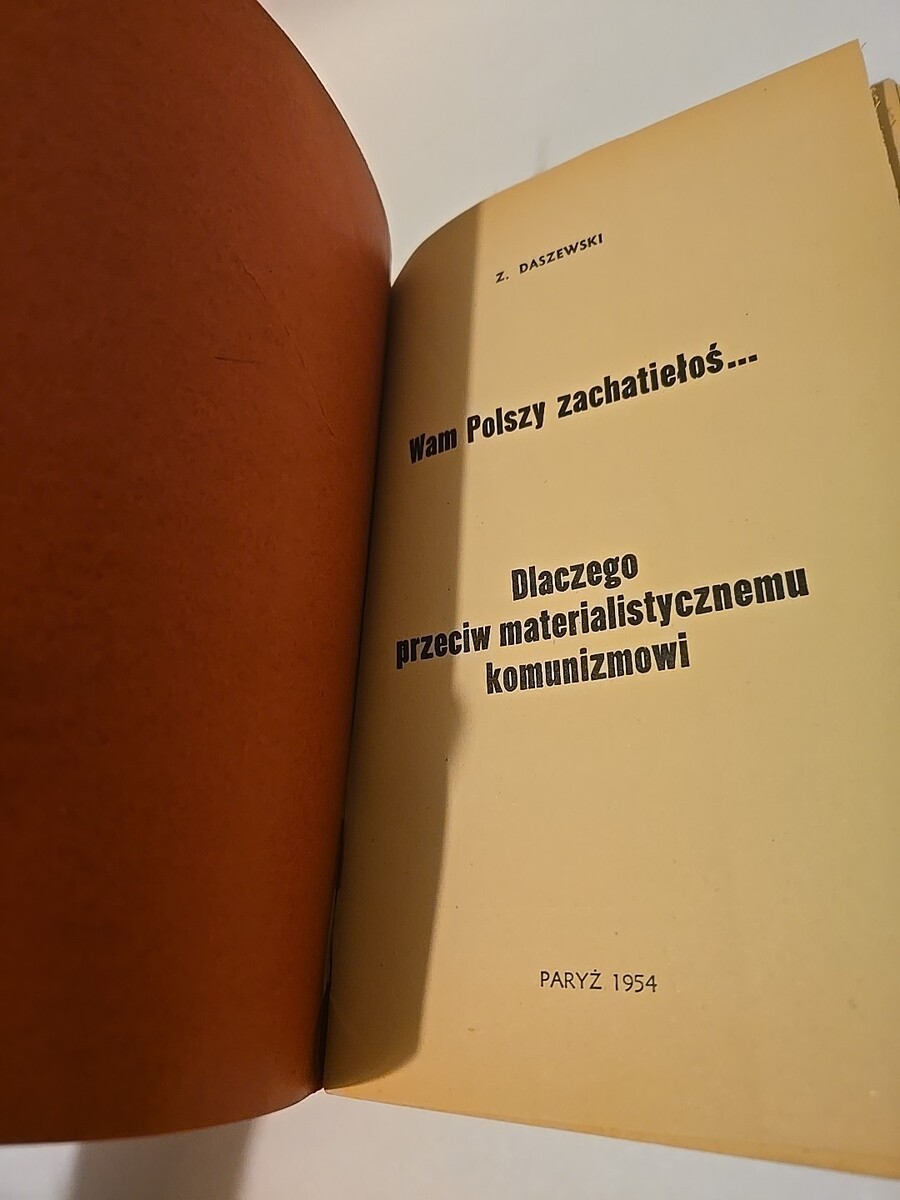 Z. DASZEWSKI
Wam Polszy zachatiełoś...
Dlaczego
przeciw materialistycznemu
komunizmowi
PARYŻ 1954